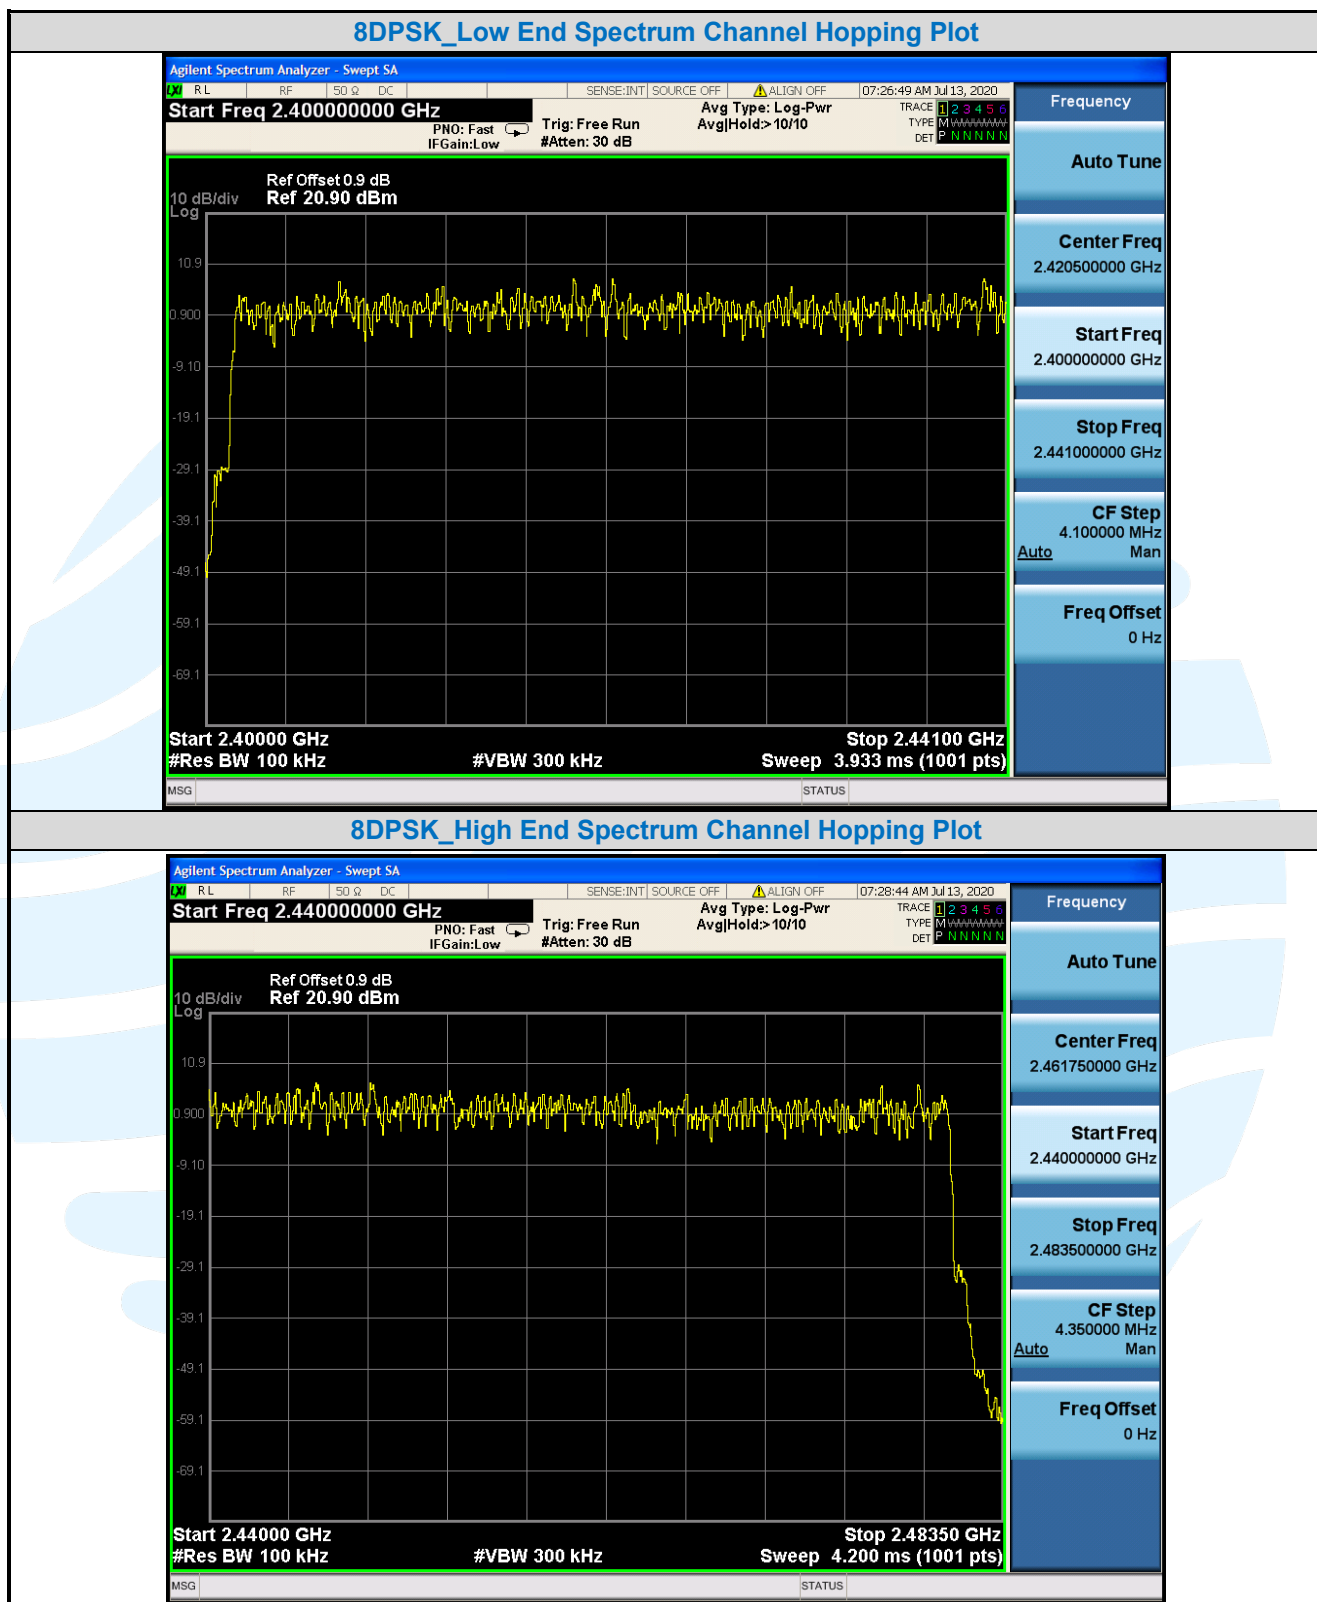 8DPSK_Low End Spectrum Channel Hopping Plot
Agilent Spectrum Analyzer - Swept SA
LXI RL RF 50 Ω DC SENSE:INT SOURCE OFF ALIGN OFF 07:26:49 AM Jul 13, 2020
Start Freq 2.400000000 GHz
PNO: Fast
IFGain:Low
Trig: Free Run
#Atten: 30 dB
Avg Type: Log-Pwr
Avg|Hold:>10/10
TRACE 1 2 3 4 5 6
TYPE M WWWWW
DET P N N N N N
Ref Offset 0.9 dB
10 dB/div Ref 20.90 dBm
Log
10.9
0.900
-9.10
-19.1
-29.1
-39.1
-49.1
-59.1
-69.1
Start 2.40000 GHz Stop 2.44100 GHz
#Res BW 100 kHz #VBW 300 kHz Sweep 3.933 ms (1001 pts)
MSG STATUS
Frequency
Auto Tune
Center Freq
2.420500000 GHz
Start Freq
2.400000000 GHz
Stop Freq
2.441000000 GHz
CF Step
4.100000 MHz
Auto Man
Freq Offset
0 Hz
8DPSK_High End Spectrum Channel Hopping Plot
Agilent Spectrum Analyzer - Swept SA
LXI RL RF 50 Ω DC SENSE:INT SOURCE OFF ALIGN OFF 07:28:44 AM Jul 13, 2020
Start Freq 2.440000000 GHz
PNO: Fast
IFGain:Low
Trig: Free Run
#Atten: 30 dB
Avg Type: Log-Pwr
Avg|Hold:>10/10
TRACE 1 2 3 4 5 6
TYPE M WWWWW
DET P N N N N N
Ref Offset 0.9 dB
10 dB/div Ref 20.90 dBm
Log
10.9
0.900
-9.10
-19.1
-29.1
-39.1
-49.1
-59.1
-69.1
Start 2.44000 GHz Stop 2.48350 GHz
#Res BW 100 kHz #VBW 300 kHz Sweep 4.200 ms (1001 pts)
MSG STATUS
Frequency
Auto Tune
Center Freq
2.461750000 GHz
Start Freq
2.440000000 GHz
Stop Freq
2.483500000 GHz
CF Step
4.350000 MHz
Auto Man
Freq Offset
0 Hz